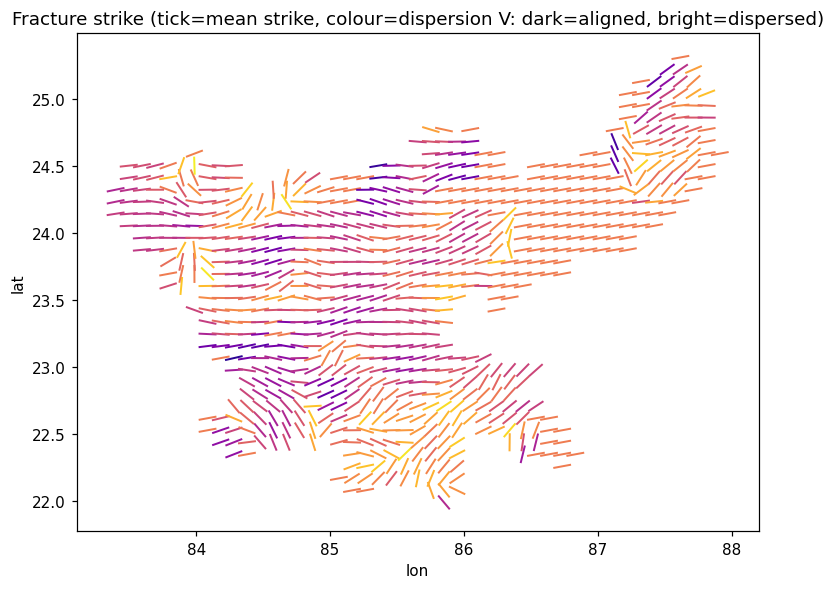 Fracture strike (tick=mean strike, colour=dispersion V: dark=aligned, bright=dispersed)
25.0
24.5
24.0
23.5
23.0
22.5
22.0
lat
84 85 86 87 88
lon